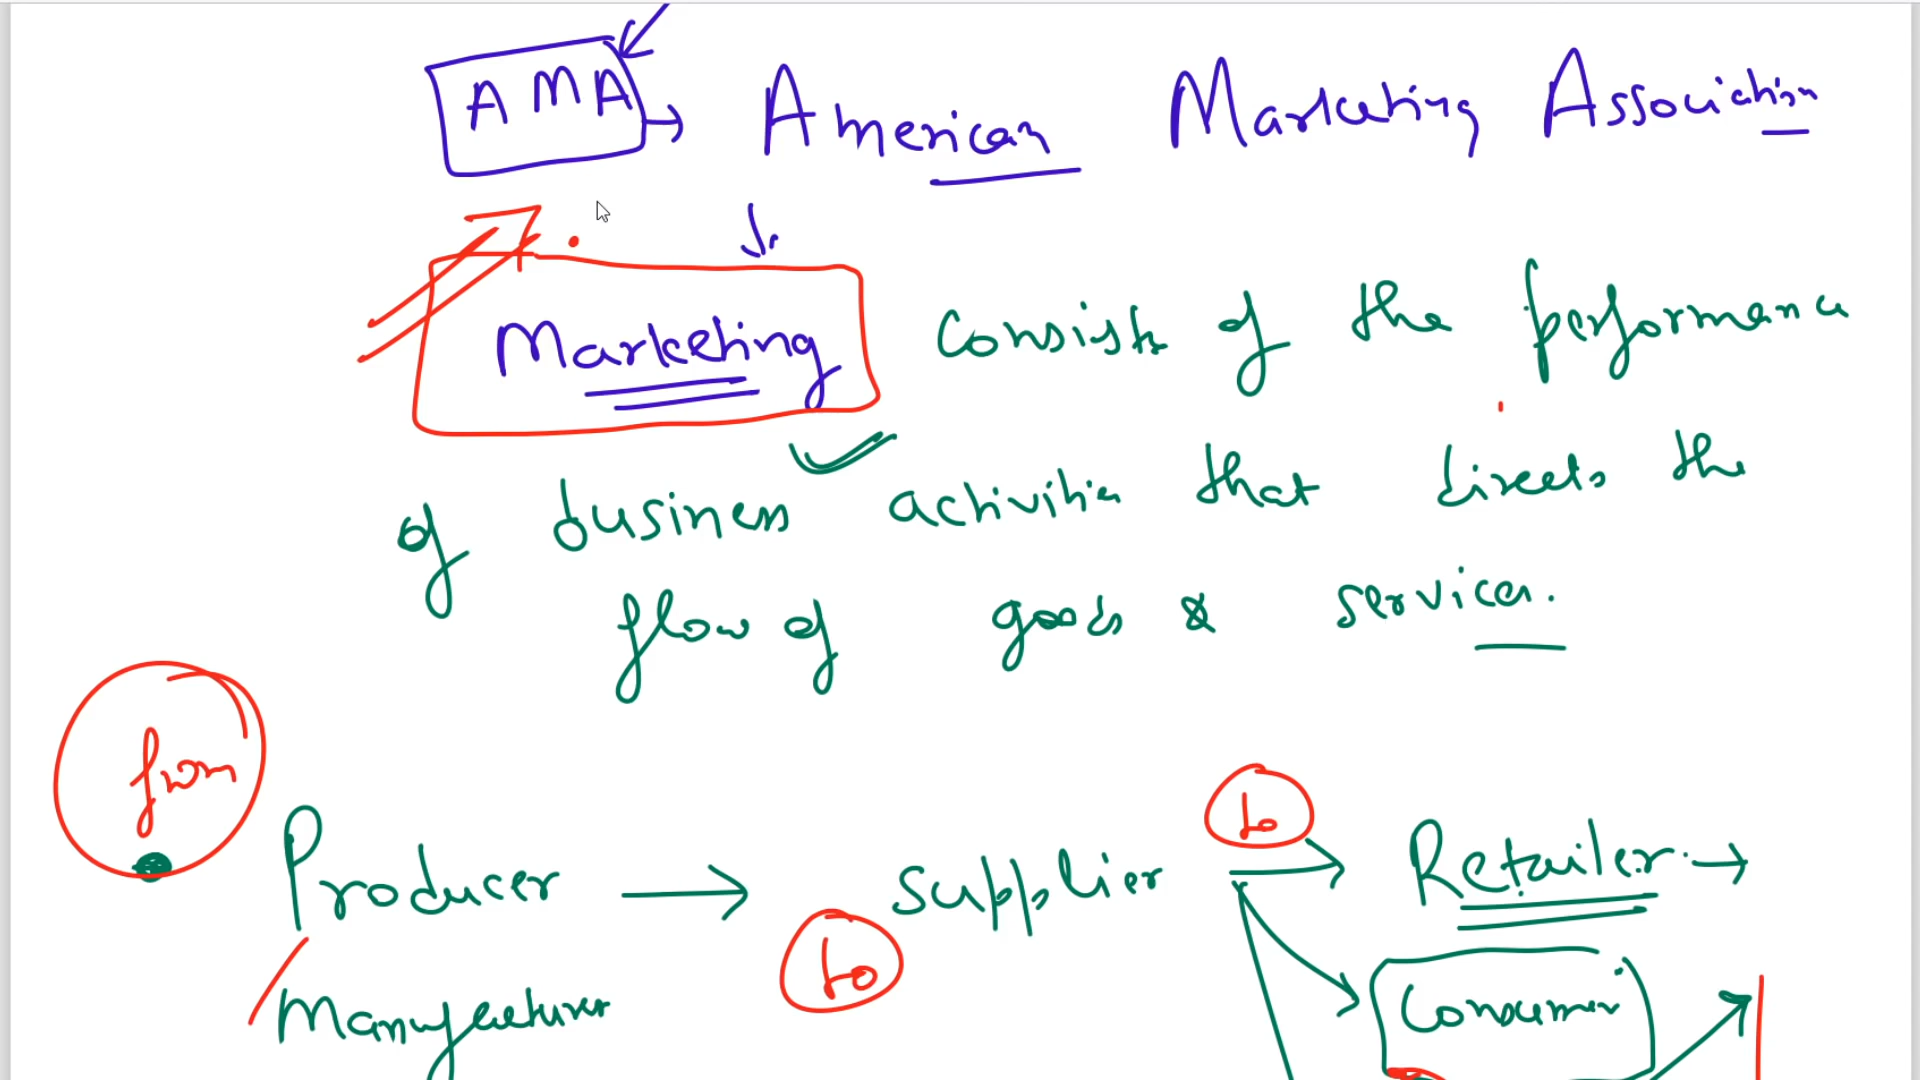 AMA → American Marketing Association
Marketing consists of the performance
of business activities that directs the
flow of goods & services.
from
to
Producer → supplier → Retailer →
to
Manufacturer
Consumer